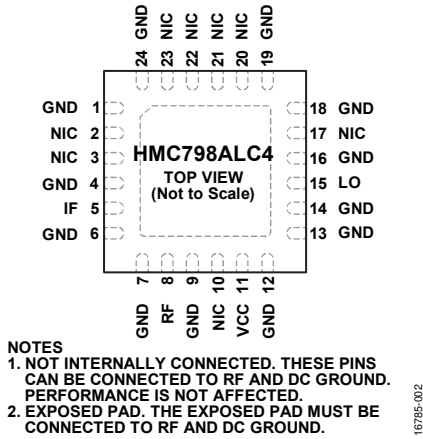 24 GND
23 NIC
22 NIC
21 NIC
20 NIC
19 GND
GND 1
NIC 2
NIC 3
GND 4
IF 5
GND 6
HMC798ALC4
TOP VIEW
(Not to Scale)
18 GND
17 NIC
16 GND
15 LO
14 GND
13 GND
GND 7
RF 8
GND 9
NIC 10
VCC 11
GND 12
NOTES
1. NOT INTERNALLY CONNECTED. THESE PINS
CAN BE CONNECTED TO RF AND DC GROUND.
PERFORMANCE IS NOT AFFECTED.
2. EXPOSED PAD. THE EXPOSED PAD MUST BE
CONNECTED TO RF AND DC GROUND.
16785-002